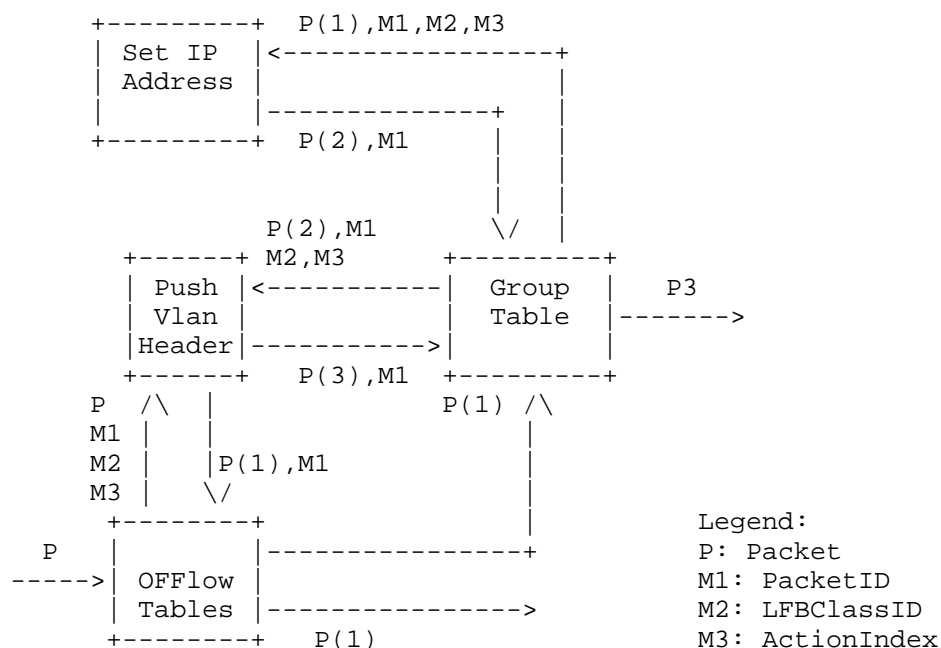 P(1),M1,M2,M3
Set IP
Address
P(2),M1
P(2),M1
M2,M3
Push Group P3
Vlan Table
Header
P(3),M1
P P(1)
M1
M2 P(1),M1
M3
Legend:
P P: Packet
OFFlow M1: PacketID
Tables M2: LFBClassID
P(1) M3: ActionIndex